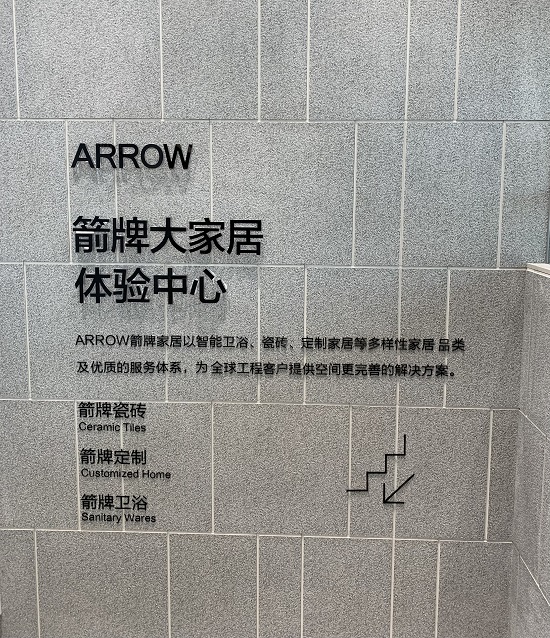 ARROW
箭牌大家居
体验中心
ARROW箭牌家居以智能卫浴、瓷砖、定制家居等多样性家居品类
及优质的服务体系，为全球工程客户提供空间更完善的解决方案。
箭牌瓷砖
Ceramic Tiles
箭牌定制
Customized Home
箭牌卫浴
Sanitary Wares